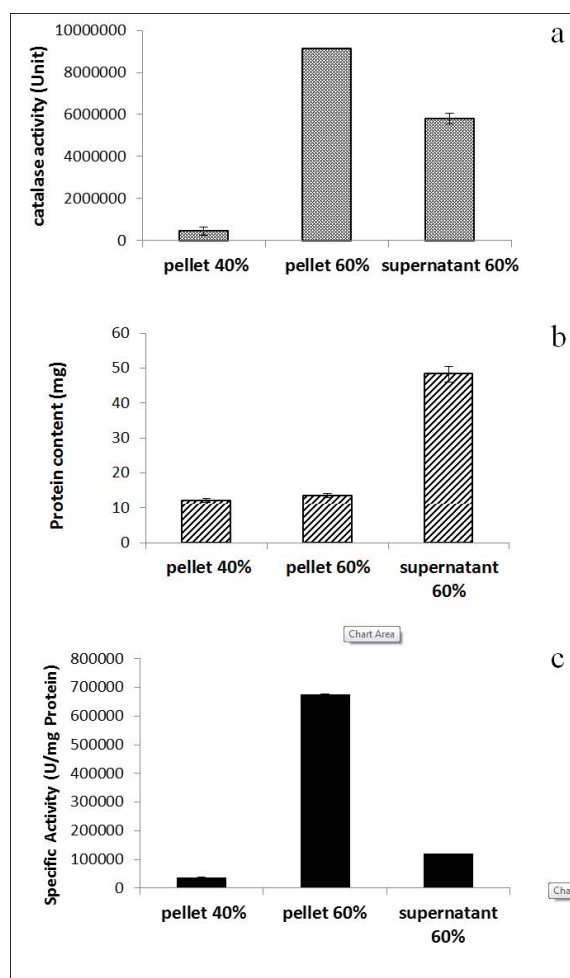 a
catalase activity (Unit)
10000000
8000000
6000000
4000000
2000000
0
pellet 40% pellet 60% supernatant 60%
b
Protein content (mg)
60
50
40
30
20
10
0
pellet 40% pellet 60% supernatant
60%
Chart Area
c
Specific Activity (U/mg Protein)
800000
700000
600000
500000
400000
300000
200000
100000
0
pellet 40% pellet 60% supernatant
60%
Cha